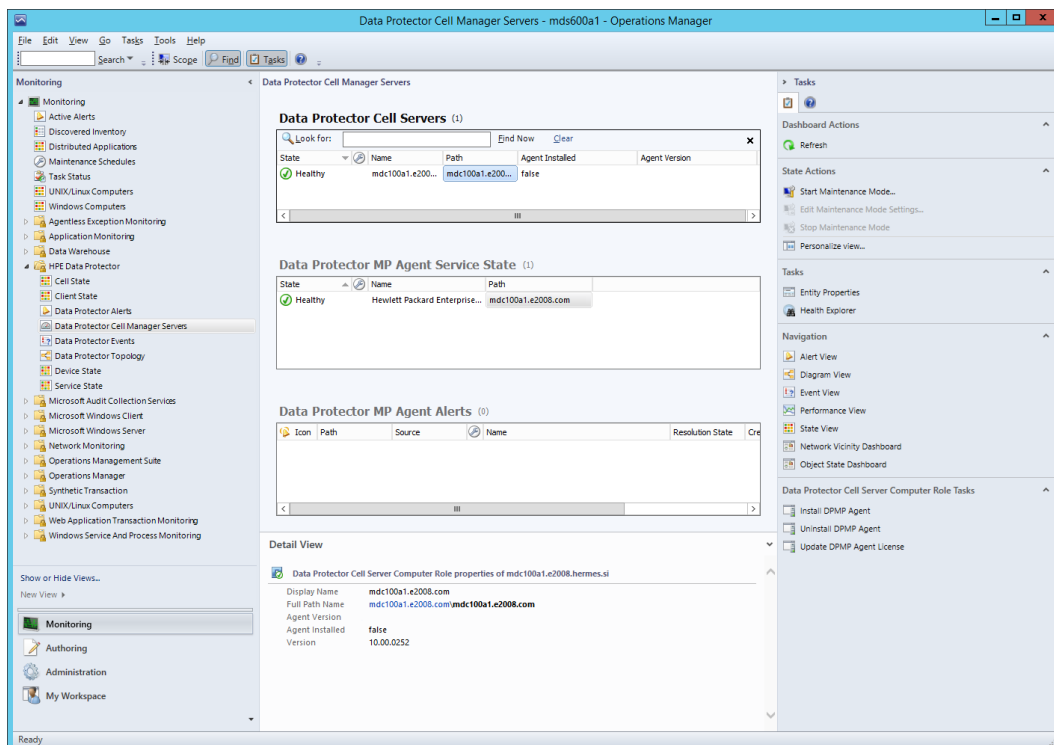 Data Protector Cell Manager Servers - mds600a1 - Operations Manager
File Edit View Go Tasks Tools Help
Search Scope Find Tasks
Monitoring
Monitoring
Active Alerts
Discovered Inventory
Distributed Applications
Maintenance Schedules
Task Status
UNIX/Linux Computers
Windows Computers
Agentless Exception Monitoring
Application Monitoring
Data Warehouse
HPE Data Protector
Cell State
Client State
Data Protector Alerts
Data Protector Cell Manager Servers
Data Protector Events
Data Protector Topology
Device State
Service State
Microsoft Audit Collection Services
Microsoft Windows Client
Microsoft Windows Server
Network Monitoring
Operations Management Suite
Operations Manager
Synthetic Transaction
UNIX/Linux Computers
Web Application Transaction Monitoring
Windows Service And Process Monitoring
Show or Hide Views...
New View
Monitoring
Authoring
Administration
My Workspace
Ready
Data Protector Cell Manager Servers
Data Protector Cell Servers (1)
Look for: Find Now Clear
State Name Path Agent Installed Agent Version
Healthy mdc100a1.e200... mdc100a1.e200... false
Data Protector MP Agent Service State (1)
State Name Path
Healthy Hewlett Packard Enterprise... mdc100a1.e2008.com
Data Protector MP Agent Alerts (0)
Icon Path Source Name Resolution State Cre
Detail View
Data Protector Cell Server Computer Role properties of mdc100a1.e2008.hermes.si
Display Name mdc100a1.e2008.com
Full Path Name mdc100a1.e2008.com\mdc100a1.e2008.com
Agent Version
Agent Installed false
Version 10.00.0252
Tasks
Dashboard Actions
Refresh
State Actions
Start Maintenance Mode...
Edit Maintenance Mode Settings...
Stop Maintenance Mode
Personalize view...
Tasks
Entity Properties
Health Explorer
Navigation
Alert View
Diagram View
Event View
Performance View
State View
Network Vicinity Dashboard
Object State Dashboard
Data Protector Cell Server Computer Role Tasks
Install DPMP Agent
Uninstall DPMP Agent
Update DPMP Agent License